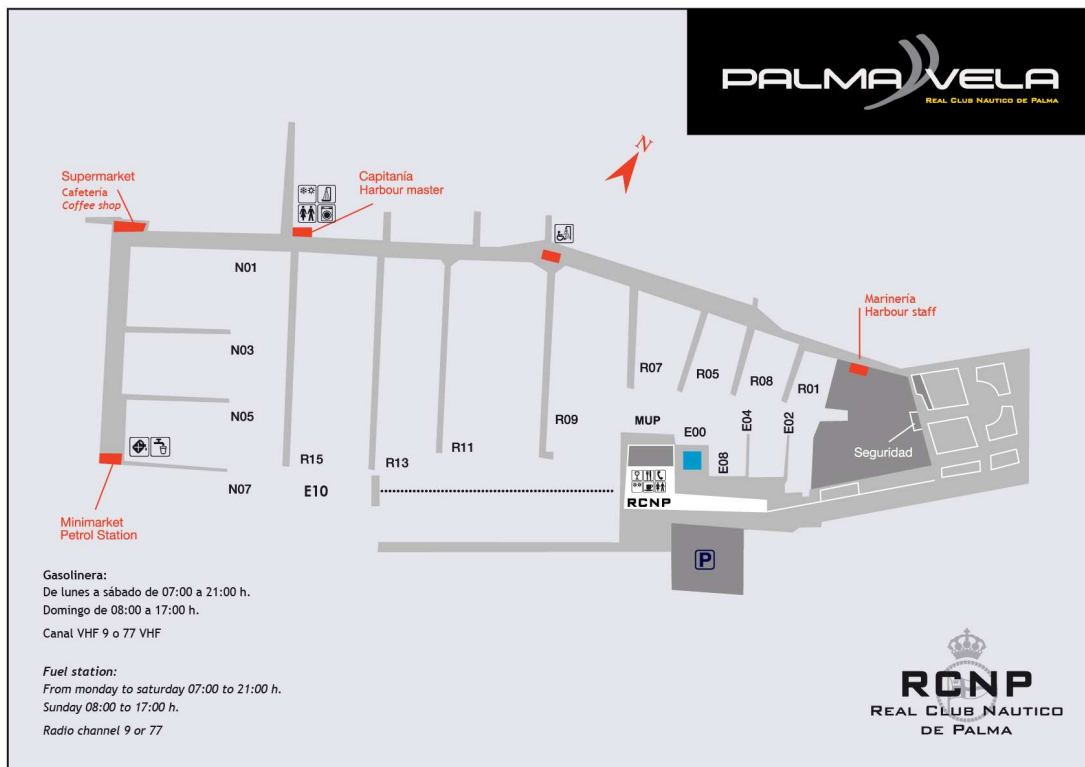 PALMA VELA
REAL CLUB NAUTICO DE PALMA
N
Supermarket
Cafetería
Coffee shop
Capitanía
Harbour master
Marinería
Harbour staff
N01
N03
N05
N07
R15
E10
R13
R11
R09
R07
R05
R08
R01
MUP
E00
E04
E02
E08
Seguridad
RCNP
P
Minimarket
Petrol Station
Gasolinera:
De lunes a sábado de 07:00 a 21:00 h.
Domingo de 08:00 a 17:00 h.
Canal VHF 9 o 77 VHF
Fuel station:
From monday to saturday 07:00 to 21:00 h.
Sunday 08:00 to 17:00 h.
Radio channel 9 or 77
RCNP
REAL CLUB NAUTICO
DE PALMA